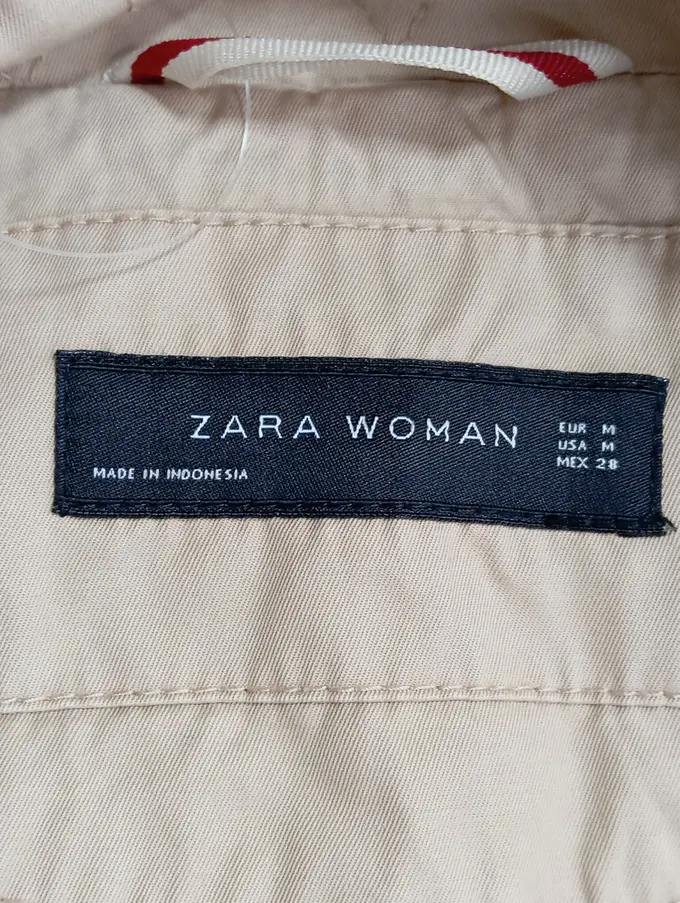 ZARA WOMAN
EUR M
USA M
MEX 28
MADE IN INDONESIA